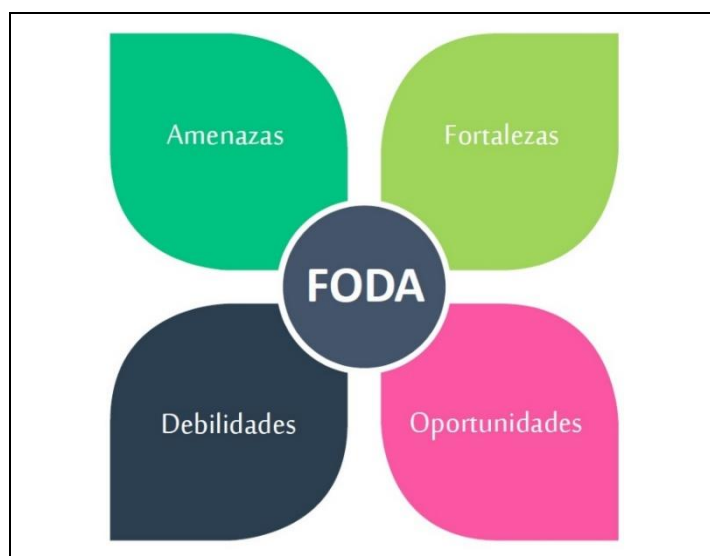 Amenazas
Fortalezas
FODA
Debilidades
Oportunidades